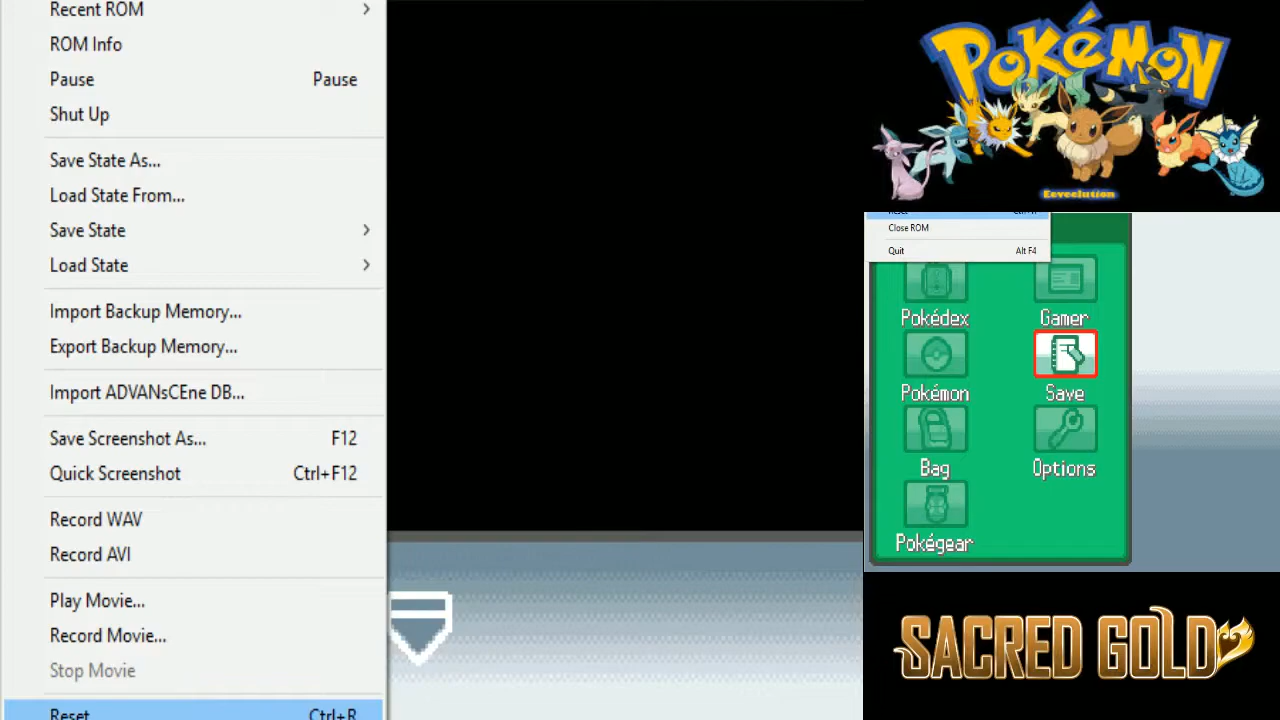 Recent ROM
ROM Info
Pause Pause
Shut Up
Save State As...
Load State From...
Save State
Load State
Import Backup Memory...
Export Backup Memory...
Import ADVANsCEne DB...
Save Screenshot As... F12
Quick Screenshot Ctrl+F12
Record WAV
Record AVI
Play Movie...
Record Movie...
Stop Movie
Reset Ctrl+R
POKéMON
Eeveelution
Reset Ctrl+R
Close ROM
Quit Alt F4
Pokédex Gamer
Pokémon Save
Bag Options
Pokégear
SACRED GOLD